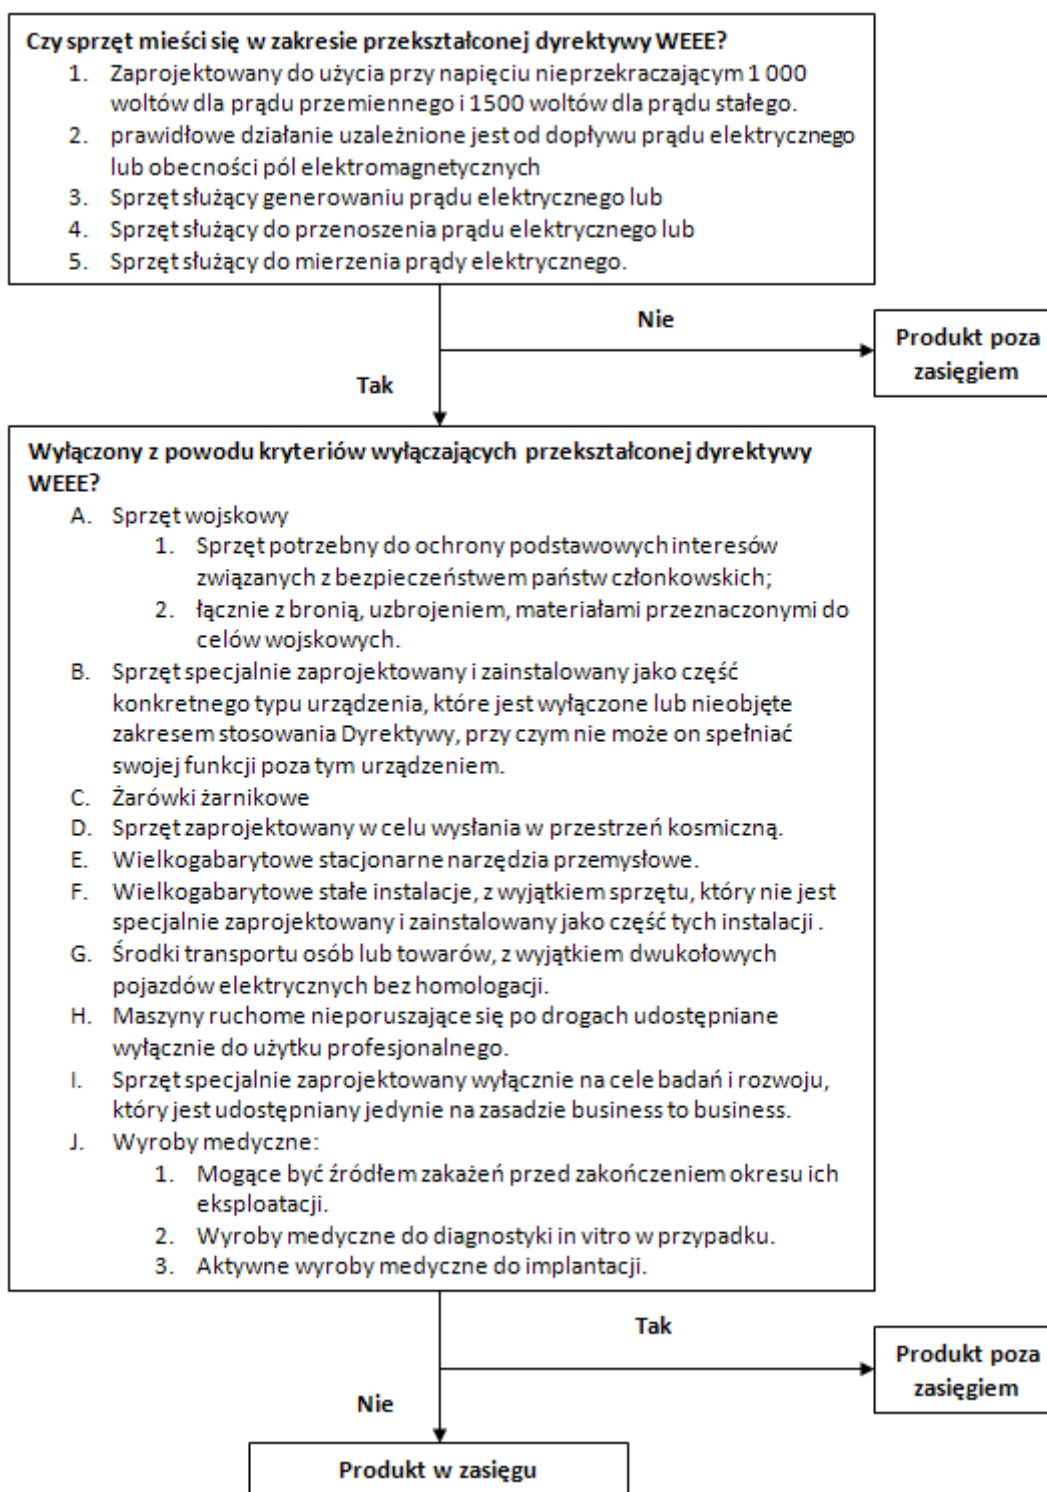 Czy sprzęt mieści się w zakresie przekształconej dyrektywy WEEE?
1. Zaprojektowany do użycia przy napięciu nieprzekraczającym 1 000
woltów dla prądu przemiennego i 1500 woltów dla prądu stałego.
2. prawidłowe działanie uzależnione jest od dopływu prądu elektrycznego
lub obecności pól elektromagnetycznych
3. Sprzęt służący generowaniu prądu elektrycznego lub
4. Sprzęt służący do przenoszenia prądu elektrycznego lub
5. Sprzęt służący do mierzenia prądy elektrycznego.
Nie
Produkt poza
zasięgiem
Tak
Wyłączony z powodu kryteriów wyłączających przekształconej dyrektywy
WEEE?
A. Sprzęt wojskowy
1. Sprzęt potrzebny do ochrony podstawowych interesów
związanych z bezpieczeństwem państw członkowskich;
2. łącznie z bronią, uzbrojeniem, materiałami przeznaczonymi do
celów wojskowych.
B. Sprzęt specjalnie zaprojektowany i zainstalowany jako część
konkretnego typu urządzenia, które jest wyłączone lub nieobjęte
zakresem stosowania Dyrektywy, przy czym nie może on spełniać
swojej funkcji poza tym urządzeniem.
C. Żarówki żarnikowe
D. Sprzęt zaprojektowany w celu wysłania w przestrzeń kosmiczną.
E. Wielkogabarytowe stacjonarne narzędzia przemysłowe.
F. Wielkogabarytowe stałe instalacje, z wyjątkiem sprzętu, który nie jest
specjalnie zaprojektowany i zainstalowany jako część tych instalacji .
G. Środki transportu osób lub towarów, z wyjątkiem dwukołowych
pojazdów elektrycznych bez homologacji.
H. Maszyny ruchome nieporuszające się po drogach udostępniane
wyłącznie do użytku profesjonalnego.
I. Sprzęt specjalnie zaprojektowany wyłącznie na cele badań i rozwoju,
który jest udostępniany jedynie na zasadzie business to business.
J. Wyroby medyczne:
1. Mogące być źródłem zakażeń przed zakończeniem okresu ich
eksploatacji.
2. Wyroby medyczne do diagnostyki in vitro w przypadku.
3. Aktywne wyroby medyczne do implantacji.
Tak
Produkt poza
zasięgiem
Nie
Produkt w zasięgu